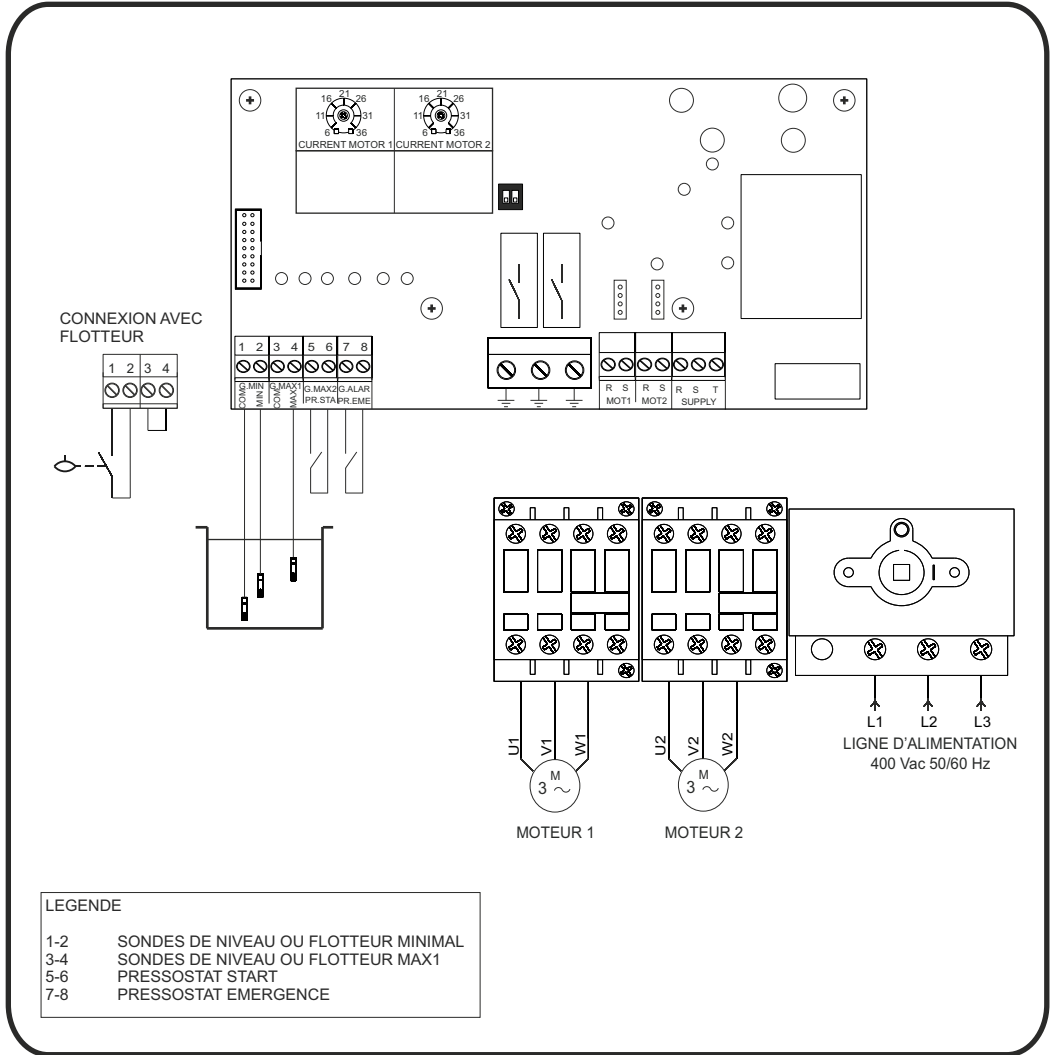 21
16 26
11 31
6 36
CURRENT MOTOR 1
21
16 26
11 31
6 36
CURRENT MOTOR 2
CONNEXION AVEC
FLOTTEUR
1 2 3 4
1 2 3 4 5 6 7 8
G.MIN
COM
MIN
G.MAX1
COM
MAX1
G.MAX2
PR.STA
G.ALAR
PR.EME
R S R S R S T
MOT1 MOT2 SUPPLY
L1 L2 L3
LIGNE D'ALIMENTATION
400 Vac 50/60 Hz
U1 V1 W1
M
3 ~
MOTEUR 1
U2 V2 W2
M
3 ~
MOTEUR 2
LEGENDE
1-2 SONDES DE NIVEAU OU FLOTTEUR MINIMAL
3-4 SONDES DE NIVEAU OU FLOTTEUR MAX1
5-6 PRESSOSTAT START
7-8 PRESSOSTAT EMERGENCE